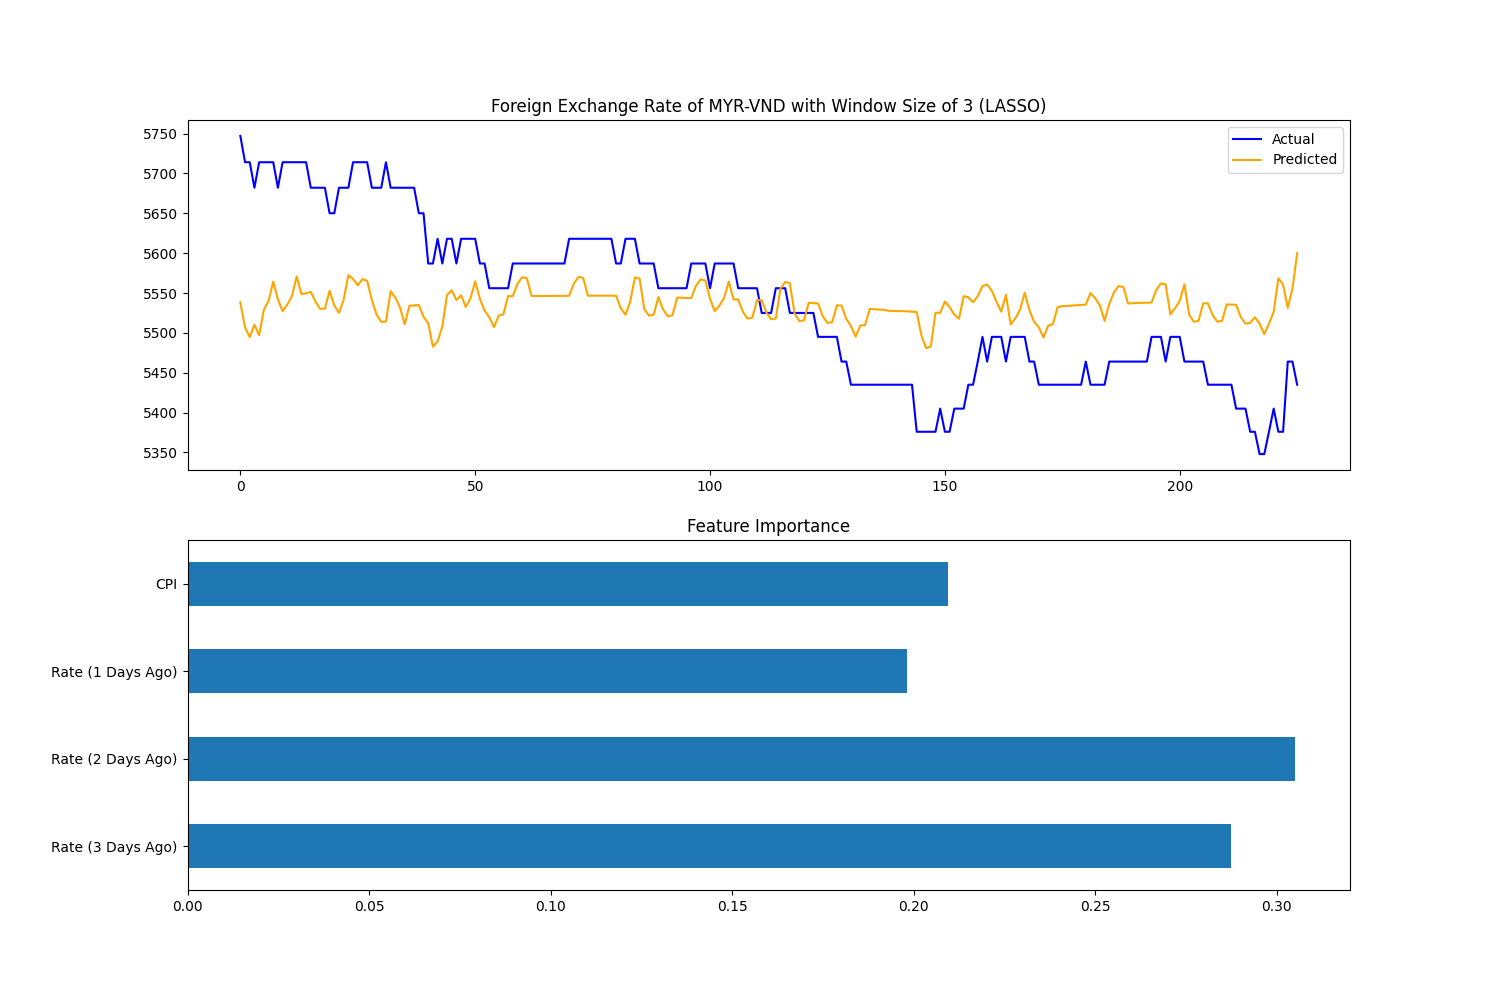 Foreign Exchange Rate of MYR-VND with Window Size of 3 (LASSO)
Actual
Predicted
5750
5700
5650
5600
5550
5500
5450
5400
5350
0 50 100 150 200
Feature Importance
CPI
Rate (1 Days Ago)
Rate (2 Days Ago)
Rate (3 Days Ago)
0.00 0.05 0.10 0.15 0.20 0.25 0.30